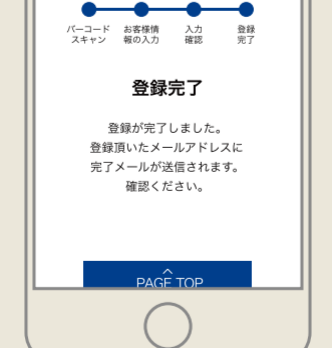 バーコード
スキャン
お客様情
報の入力
入力
確認
登録
完了
登録完了
登録が完了しました。
登録頂いたメールアドレスに
完了メールが送信されます。
確認ください。
PAGE TOP